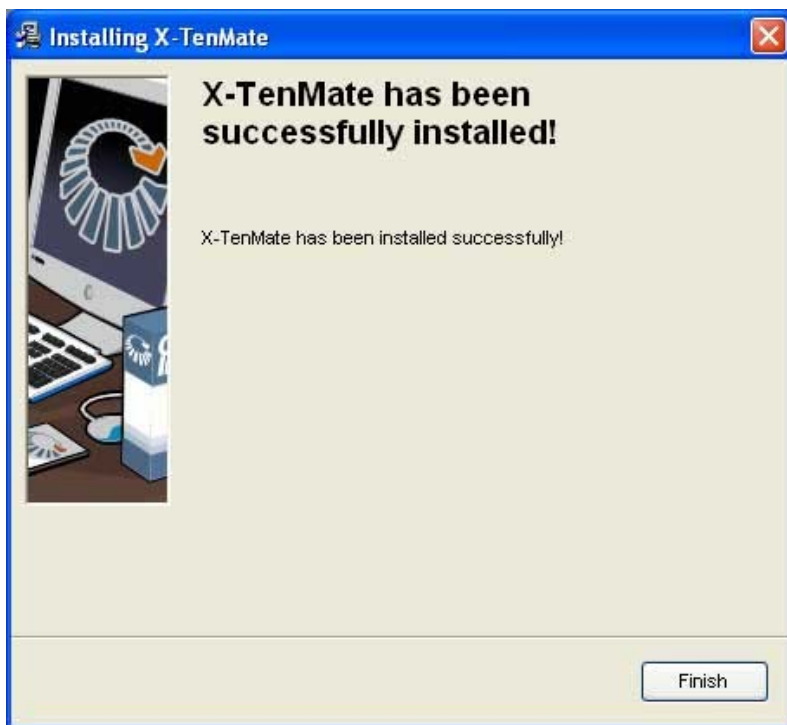 Installing X-TenMate
X-TenMate has been
successfully installed!
X-TenMate has been installed successfully!
Finish